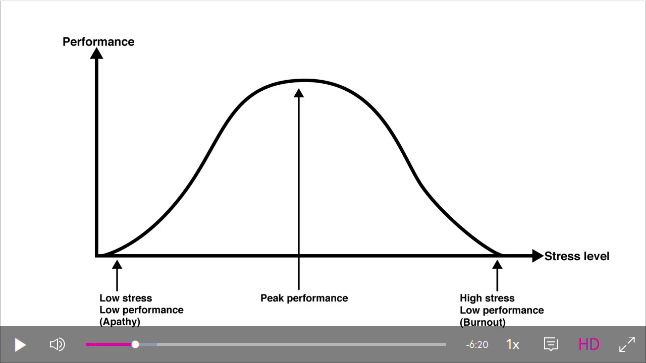 Performance
Stress level
Low stress
Low performance
(Apathy)
Peak performance
High stress
Low performance
(Burnout)
-6:20
1x
HD